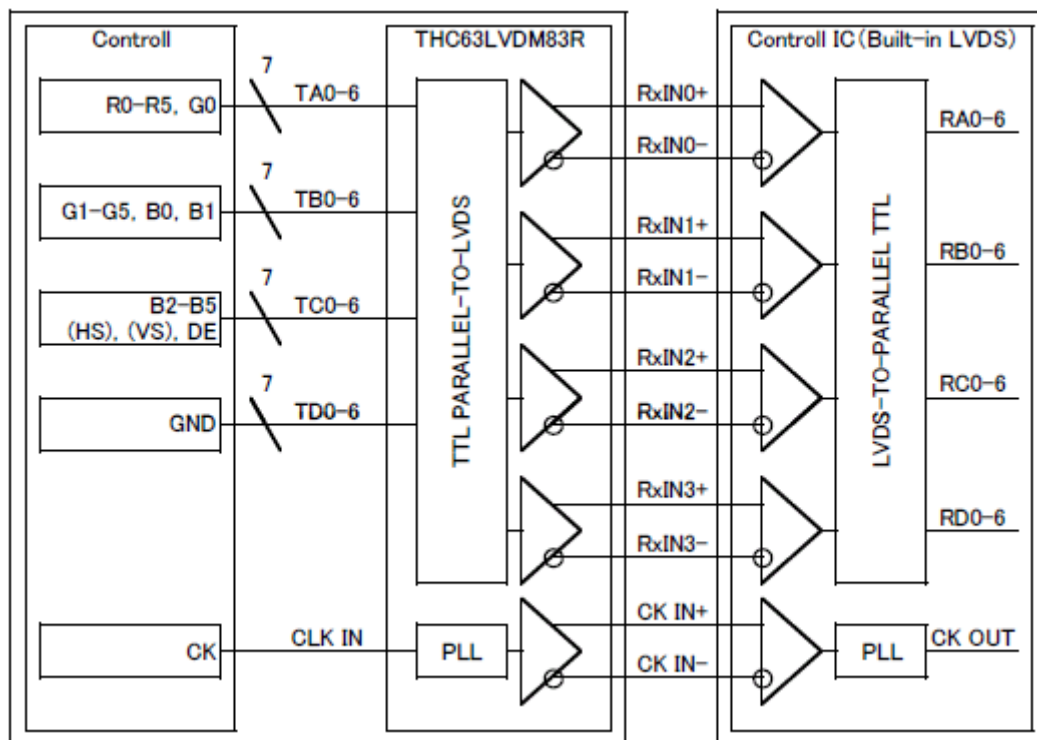 Controll
THC63LVDM83R
Controll IC(Built-in LVDS)
R0-R5, G0
7
TA0-6
RxIN0+
RxIN0-
RA0-6
G1-G5, B0, B1
7
TB0-6
RxIN1+
RxIN1-
RB0-6
B2-B5
(HS), (VS), DE
7
TC0-6
RxIN2+
RxIN2-
RC0-6
GND
7
TD0-6
RxIN3+
RxIN3-
RD0-6
TTL PARALLEL-TO-LVDS
LVDS-TO-PARALLEL TTL
CK
CLK IN
PLL
CK IN+
CK IN-
PLL
CK OUT